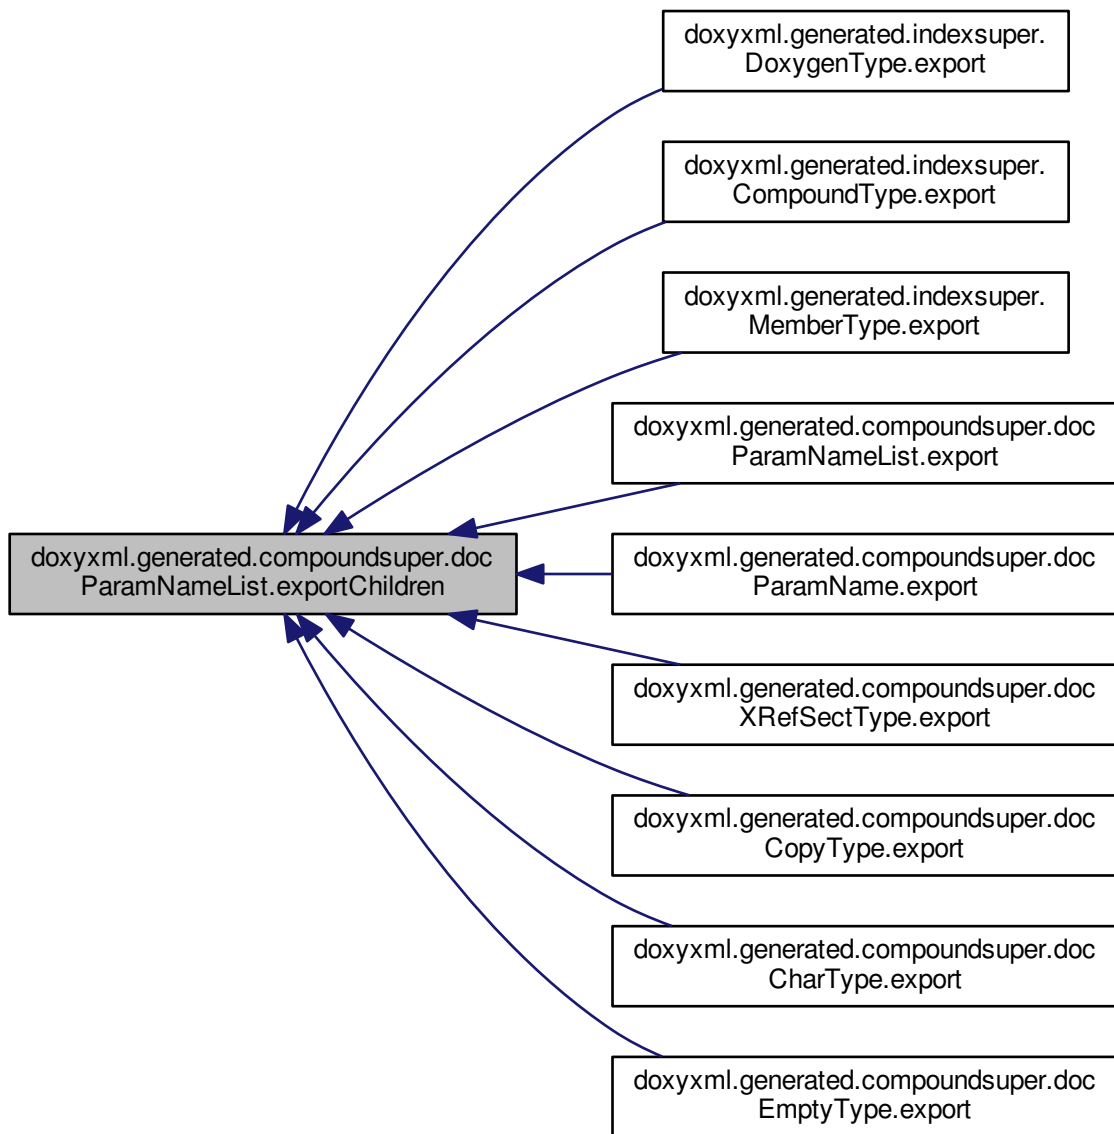 doxyxml.generated.indexsuper.
DoxygenType.export
doxyxml.generated.indexsuper.
CompoundType.export
doxyxml.generated.indexsuper.
MemberType.export
doxyxml.generated.compoundsuper.doc
ParamNameList.export
doxyxml.generated.compoundsuper.doc
ParamNameList.exportChildren
doxyxml.generated.compoundsuper.doc
ParamName.export
doxyxml.generated.compoundsuper.doc
XRefSectType.export
doxyxml.generated.compoundsuper.doc
CopyType.export
doxyxml.generated.compoundsuper.doc
CharType.export
doxyxml.generated.compoundsuper.doc
EmptyType.export